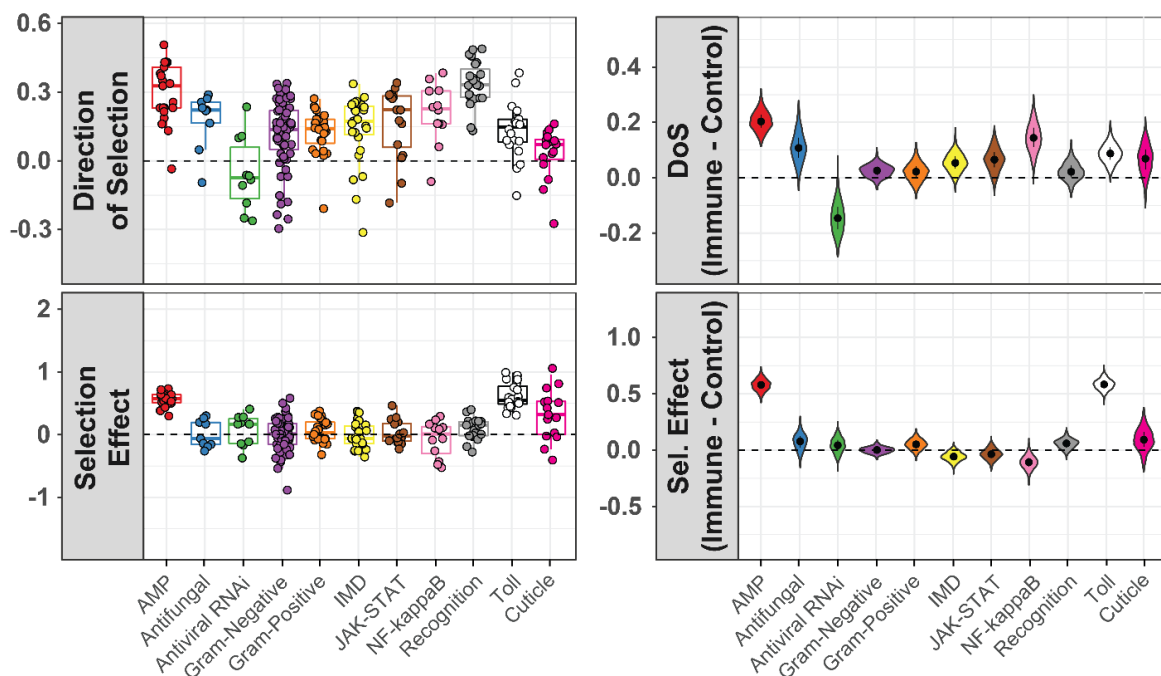 0.6
0.3
0.0
-0.3
Direction
of Selection
0.4
0.2
0.0
-0.2
DoS
(Immune - Control)
2
1
0
-1
Selection
Effect
1.0
0.5
0.0
-0.5
Sel. Effect
(Immune - Control)
AMP
Antifungal
Antiviral RNAi
Gram-Negative
Gram-Positive
IMD
JAK-STAT
NF-kappaB
Recognition
Toll
Cuticle
AMP
Antifungal
Antiviral RNAi
Gram-Negative
Gram-Positive
IMD
JAK-STAT
NF-kappaB
Recognition
Toll
Cuticle